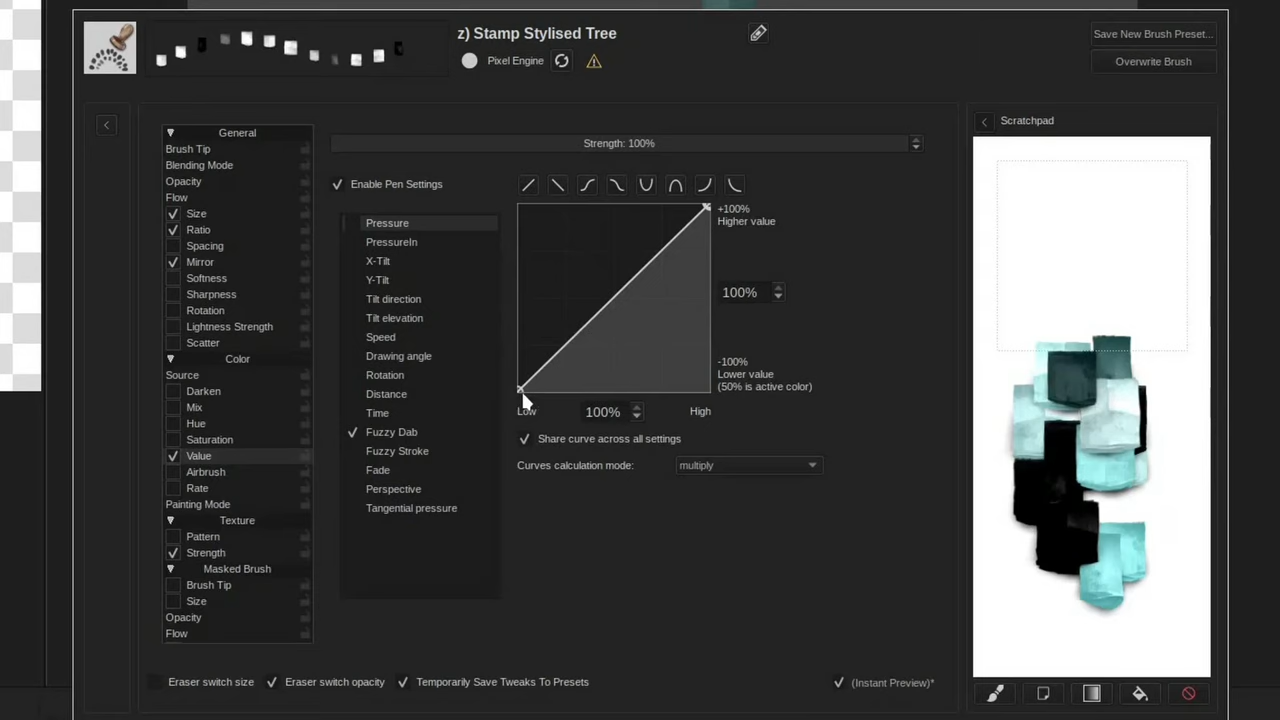 z) Stamp Stylised Tree
Pixel Engine
Save New Brush Preset...
Overwrite Brush
General
Brush Tip
Blending Mode
Opacity
Flow
Size
Ratio
Spacing
Mirror
Softness
Sharpness
Rotation
Lightness Strength
Scatter
Color
Source
Darken
Mix
Hue
Saturation
Value
Airbrush
Rate
Painting Mode
Texture
Pattern
Strength
Masked Brush
Brush Tip
Size
Opacity
Flow
Strength: 100%
Enable Pen Settings
Pressure
PressureIn
X-Tilt
Y-Tilt
Tilt direction
Tilt elevation
Speed
Drawing angle
Rotation
Distance
Time
Fuzzy Dab
Fuzzy Stroke
Fade
Perspective
Tangential pressure
+100%
Higher value
100%
-100%
Lower value
(50% is active color)
Low 100% High
Share curve across all settings
Curves calculation mode: multiply
Scratchpad
Eraser switch size Eraser switch opacity Temporarily Save Tweaks To Presets (Instant Preview)*